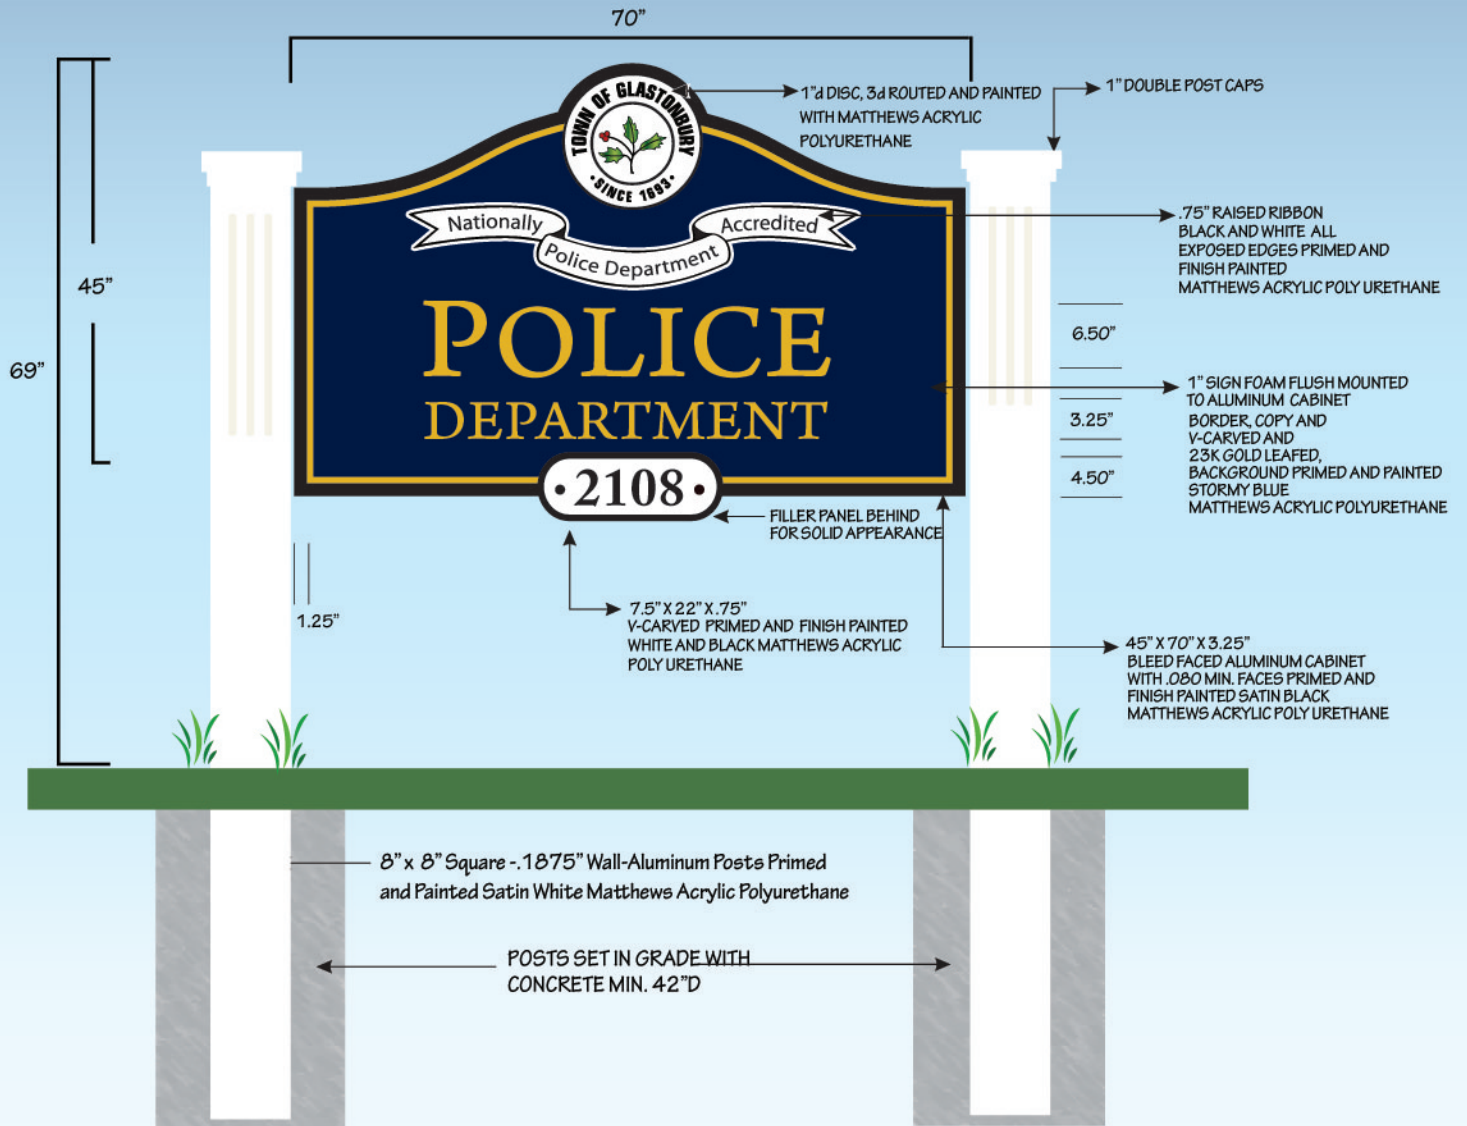 70"
1"d DISC, 3d ROUTED AND PAINTED
WITH MATTHEWS ACRYLIC
POLYURETHANE
1" DOUBLE POST CAPS
TOWN OF GLASTONBURY
• SINCE 1693 •
Nationally
Police Department
Accredited
.75" RAISED RIBBON
BLACK AND WHITE ALL
EXPOSED EDGES PRIMED AND
FINISH PAINTED
MATTHEWS ACRYLIC POLY URETHANE
45"
69"
POLICE
DEPARTMENT
• 2108 •
6.50"
3.25"
4.50"
1" SIGN FOAM FLUSH MOUNTED
TO ALUMINUM CABINET
BORDER, COPY AND
V-CARVED AND
23K GOLD LEAFED,
BACKGROUND PRIMED AND PAINTED
STORMY BLUE
MATTHEWS ACRYLIC POLYURETHANE
FILLER PANEL BEHIND
FOR SOLID APPEARANCE
1.25"
7.5" X 22" X .75"
V-CARVED PRIMED AND FINISH PAINTED
WHITE AND BLACK MATTHEWS ACRYLIC
POLY URETHANE
45" X 70" X 3.25"
BLEED FACED ALUMINUM CABINET
WITH .080 MIN. FACES PRIMED AND
FINISH PAINTED SATIN BLACK
MATTHEWS ACRYLIC POLY URETHANE
8" x 8" Square -.1875" Wall-Aluminum Posts Primed
and Painted Satin White Matthews Acrylic Polyurethane
POSTS SET IN GRADE WITH
CONCRETE MIN. 42"D